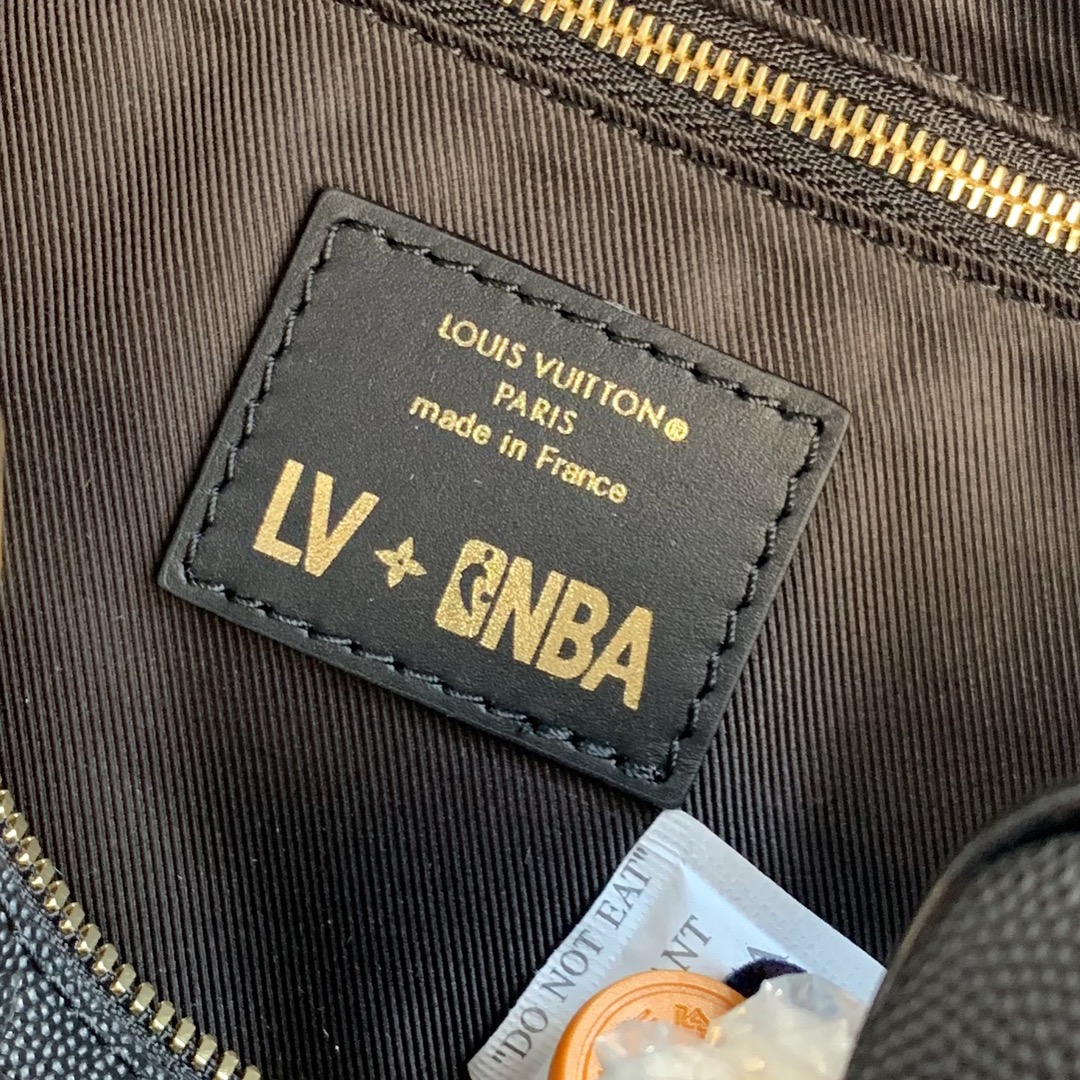 LOUIS VUITTON®
PARIS
made in France
LV + NBA
"DO NOT EAT"